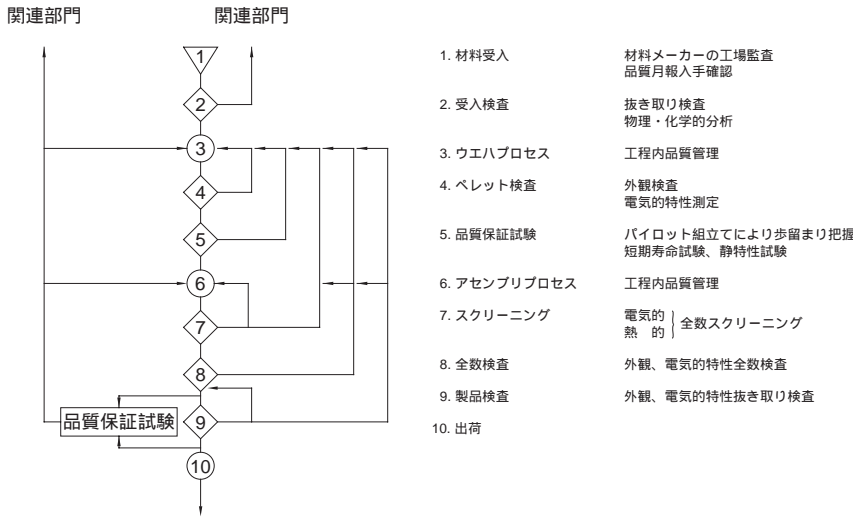 関連部門
関連部門
1
2
3
4
5
6
7
8
9
10
品質保証試験
1. 材料受入 材料メーカーの工場監査
品質月報入手確認
2. 受入検査 抜き取り検査
物理・化学的分析
3. ウエハプロセス 工程内品質管理
4. ペレット検査 外観検査
電気的特性測定
5. 品質保証試験 パイロット組立てにより歩留まり把握
短期寿命試験、静特性試験
6. アセンブリプロセス 工程内品質管理
7. スクリーニング 電気的
熱 的 全数スクリーニング
8. 全数検査 外観、電気的特性全数検査
9. 製品検査 外観、電気的特性抜き取り検査
10. 出荷